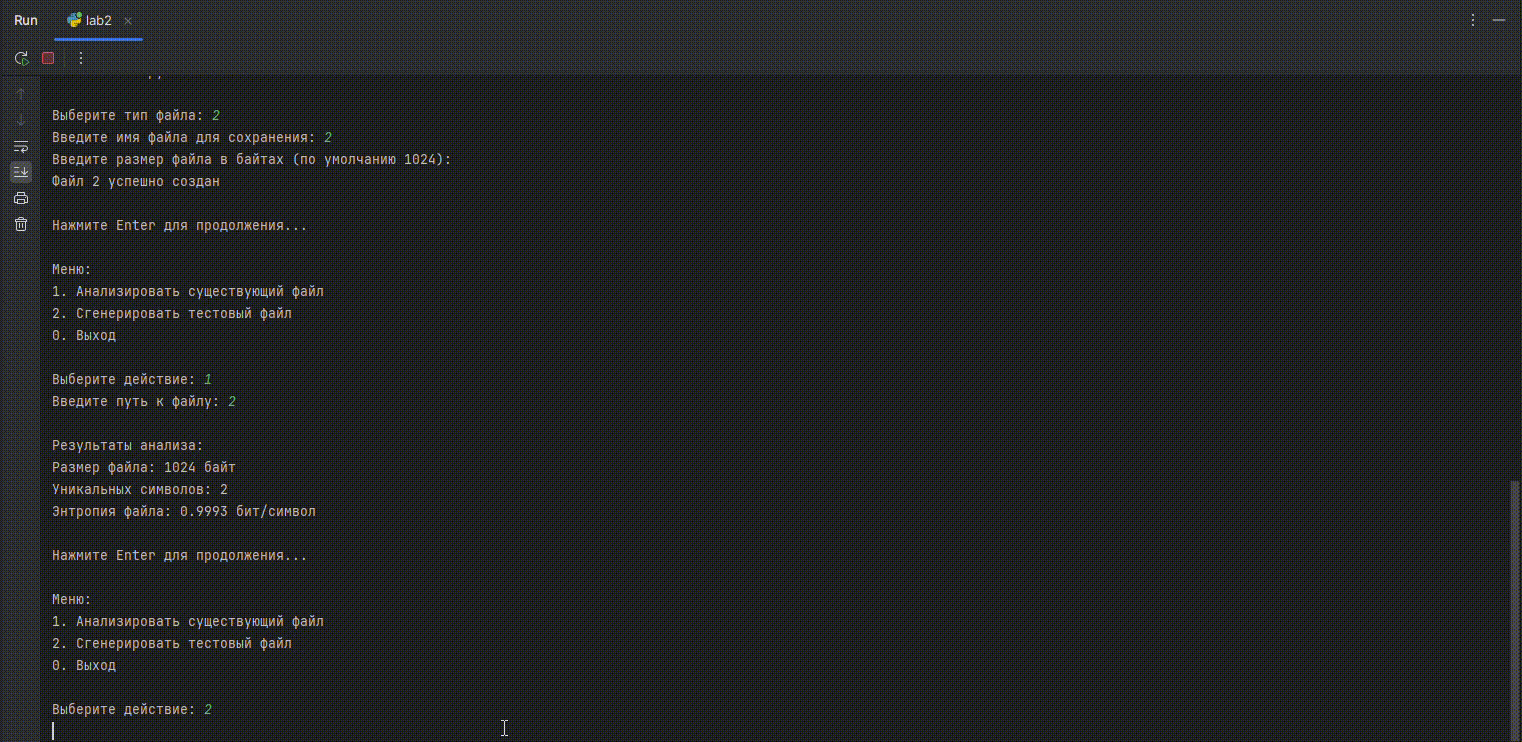 Run
lab2
Выберите тип файла: 2
Введите имя файла для сохранения: 2
Введите размер файла в байтах (по умолчанию 1024):
Файл 2 успешно создан
Нажмите Enter для продолжения...
Меню:
1. Анализировать существующий файл
2. Сгенерировать тестовый файл
0. Выход
Выберите действие: 1
Введите путь к файлу: 2
Результаты анализа:
Размер файла: 1024 байт
Уникальных символов: 2
Энтропия файла: 0.9993 бит/символ
Нажмите Enter для продолжения...
Меню:
1. Анализировать существующий файл
2. Сгенерировать тестовый файл
0. Выход
Выберите действие: 2